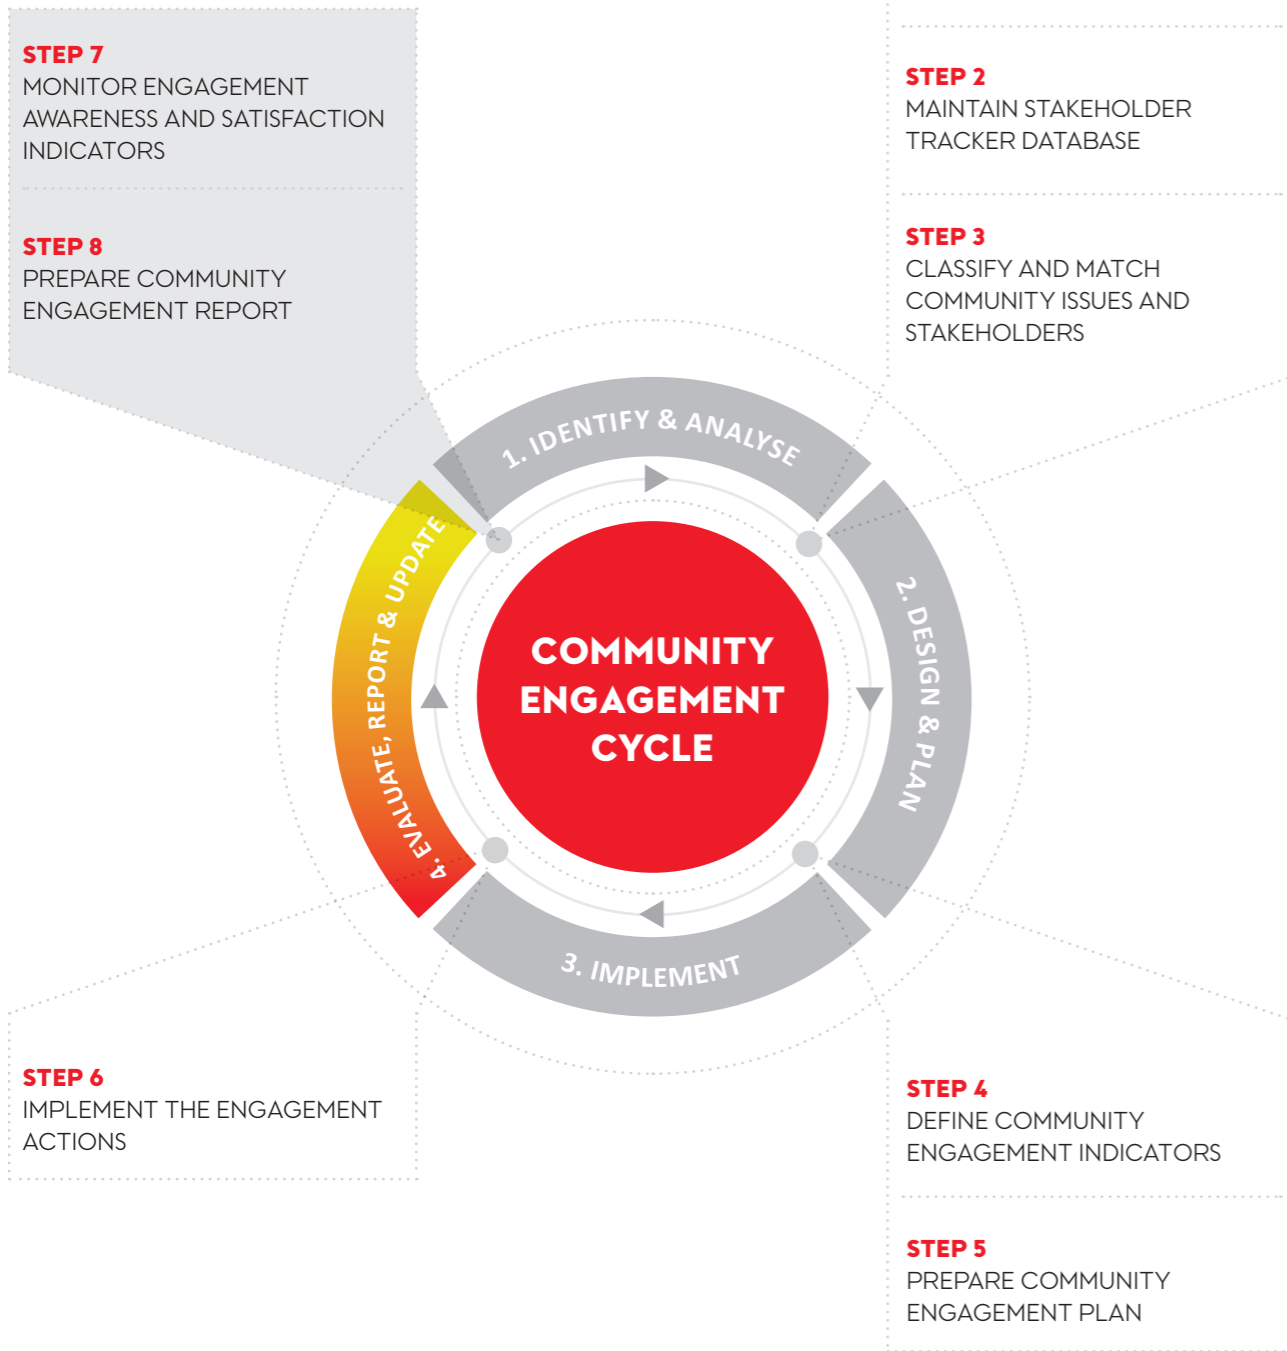 STEP 7
MONITOR ENGAGEMENT
AWARENESS AND SATISFACTION
INDICATORS
STEP 8
PREPARE COMMUNITY
ENGAGEMENT REPORT
STEP 2
MAINTAIN STAKEHOLDER
TRACKER DATABASE
STEP 3
CLASSIFY AND MATCH
COMMUNITY ISSUES AND
STAKEHOLDERS
1. IDENTIFY & ANALYSE
2. DESIGN & PLAN
3. IMPLEMENT
4. EVALUATE, REPORT & UPDATE
COMMUNITY
ENGAGEMENT
CYCLE
STEP 6
IMPLEMENT THE ENGAGEMENT
ACTIONS
STEP 4
DEFINE COMMUNITY
ENGAGEMENT INDICATORS
STEP 5
PREPARE COMMUNITY
ENGAGEMENT PLAN